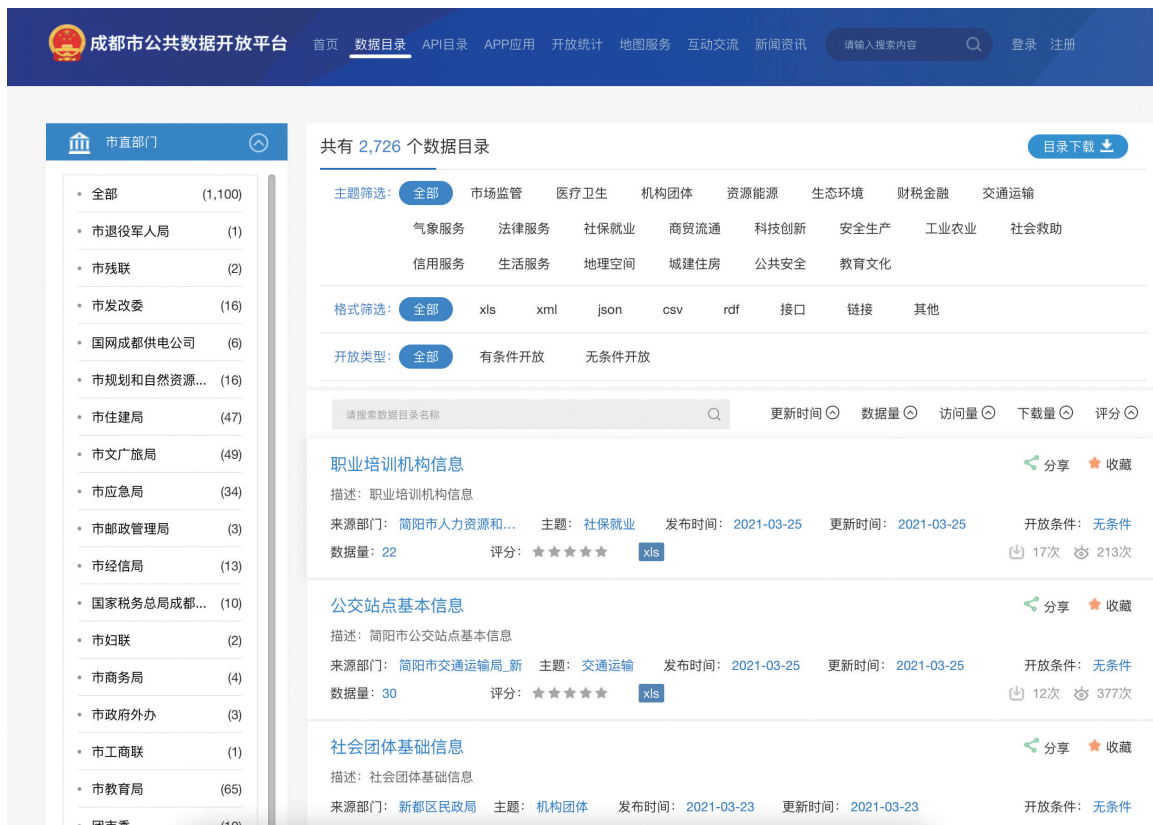 成都市公共数据开放平台 首页 数据目录 API目录 APP应用 开放统计 地图服务 互动交流 新闻资讯 请输入搜索内容 登录 注册
市直部门
全部 (1,100)
市退役军人局 (1)
市残联 (2)
市发改委 (16)
国网成都供电公司 (6)
市规划和自然资源... (16)
市住建局 (47)
市文广旅局 (49)
市应急局 (34)
市邮政管理局 (3)
市经信局 (13)
国家税务总局成都... (10)
市妇联 (2)
市商务局 (4)
市政府外办 (3)
市工商联 (1)
市教育局 (65)
共有 2,726 个数据目录 目录下载
主题筛选: 全部 市场监管 医疗卫生 机构团体 资源能源 生态环境 财税金融 交通运输
气象服务 法律服务 社保就业 商贸流通 科技创新 安全生产 工业农业 社会救助
信用服务 生活服务 地理空间 城建住房 公共安全 教育文化
格式筛选: 全部 xls xml json csv rdf 接口 链接 其他
开放类型: 全部 有条件开放 无条件开放
请搜索数据目录名称 更新时间 数据量 访问量 下载量 评分
职业培训机构信息 分享 收藏
描述: 职业培训机构信息
来源部门: 简阳市人力资源和... 主题: 社保就业 发布时间: 2021-03-25 更新时间: 2021-03-25 开放条件: 无条件
数据量: 22 评分: xls 17次 213次
公交站点基本信息 分享 收藏
描述: 简阳市公交站点基本信息
来源部门: 简阳市交通运输局_新 主题: 交通运输 发布时间: 2021-03-25 更新时间: 2021-03-25 开放条件: 无条件
数据量: 30 评分: xls 12次 377次
社会团体基础信息 分享 收藏
描述: 社会团体基础信息
来源部门: 新都区民政局 主题: 机构团体 发布时间: 2021-03-23 更新时间: 2021-03-23 开放条件: 无条件